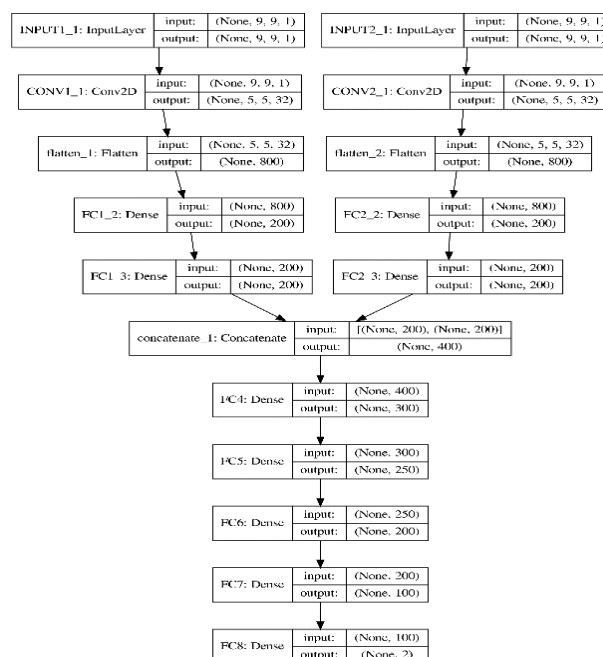 INPUT1_1: InputLayer
input: (None, 9, 9, 1)
output: (None, 9, 9, 1)
INPUT2_1: InputLayer
input: (None, 9, 9, 1)
output: (None, 9, 9, 1)
CONV1_1: Conv2D
input: (None, 9, 9, 1)
output: (None, 5, 5, 32)
CONV2_1: Conv2D
input: (None, 9, 9, 1)
output: (None, 5, 5, 32)
flatten_1: Flatten
input: (None, 5, 5, 32)
output: (None, 800)
flatten_2: Flatten
input: (None, 5, 5, 32)
output: (None, 800)
FC1_2: Dense
input: (None, 800)
output: (None, 200)
FC2_2: Dense
input: (None, 800)
output: (None, 200)
FC1_3: Dense
input: (None, 200)
output: (None, 200)
FC2_3: Dense
input: (None, 200)
output: (None, 200)
concatenate_1: Concatenate
input: [(None, 200), (None, 200)]
output: (None, 400)
FC4: Dense
input: (None, 400)
output: (None, 300)
FC5: Dense
input: (None, 300)
output: (None, 250)
FC6: Dense
input: (None, 250)
output: (None, 200)
FC7: Dense
input: (None, 200)
output: (None, 100)
FC8: Dense
input: (None, 100)
output: (None, 2)